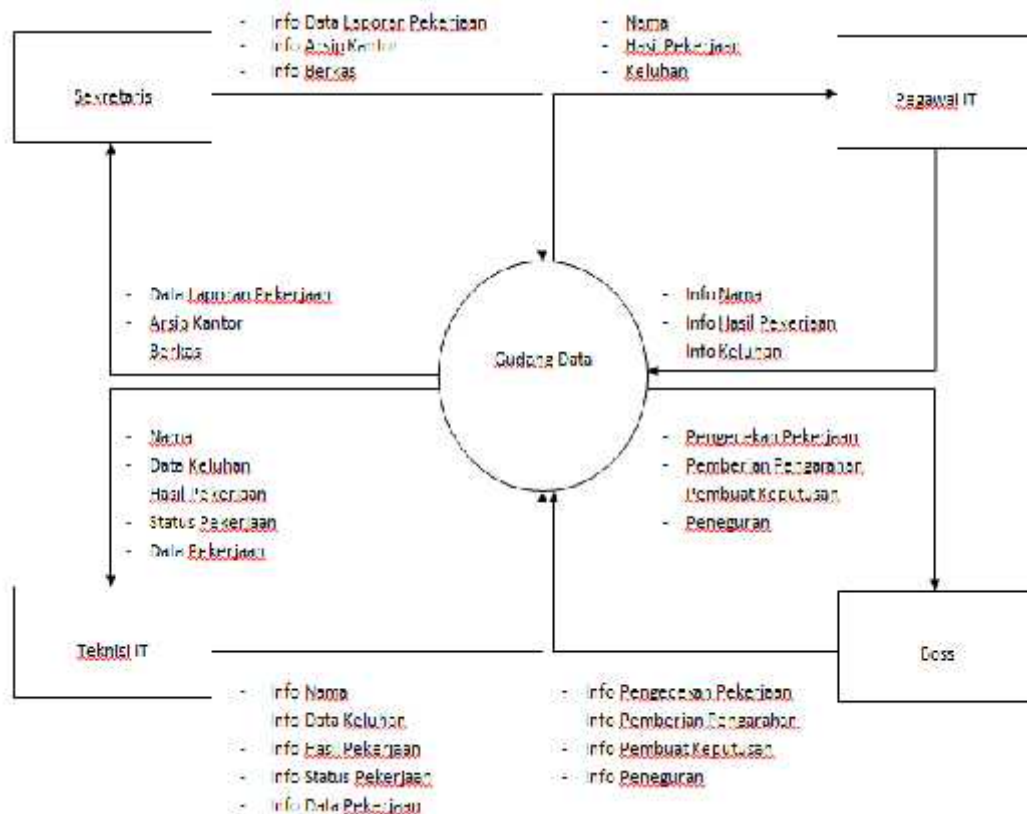 - Info Data Laporan Pekerjaan
- Info Arsip Kantor
- Info Berkas
- Nama
- Hasil Pekerjaan
- Keluhan
Sekretaris
Pegawai IT
- Data Laporan Pekerjaan
- Arsip Kantor
Berkas
- Info Nama
- Info Hasil Pekerjaan
Info Keluhan
Gudang Data
- Nama
- Data Keluhan
Hasil Pekerjaan
- Status Pekerjaan
- Data Pekerjaan
- Pengecekan Pekerjaan
- Pemberian Pengarahan
Pembuat Keputusan
- Peneguran
Teknisi IT
Boss
- Info Nama
Info Data Keluhan
- Info Hasil Pekerjaan
- Info Status Pekerjaan
- Info Data Pekerjaan
- Info Pengecekan Pekerjaan
Info Pemberian Pengarahan
- Info Pembuat Keputusan
- Info Peneguran